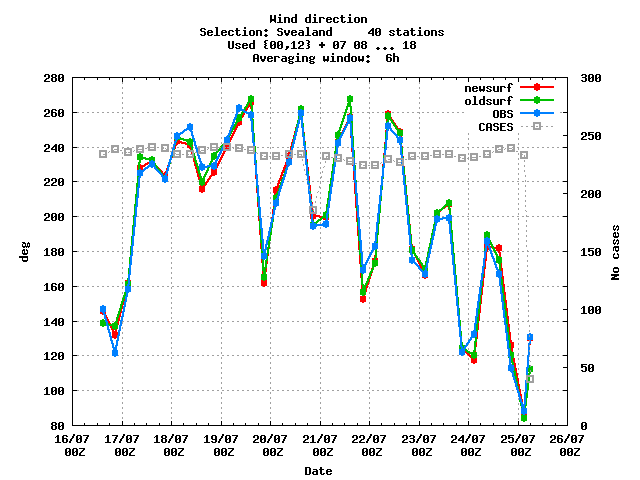 Wind direction
Selection: Svealand     40 stations
Used {00,12} + 07 08 ... 18
Averaging window:  6h
280 300
newsurf
oldsurf
OBS
CASES
260
250
240
220
200
200
deg
180
No cases
150
160
140
100
120
50
100
80 0
16/07 17/07 18/07 19/07 20/07 21/07 22/07 23/07 24/07 25/07 26/07
00Z 00Z 00Z 00Z 00Z 00Z 00Z 00Z 00Z 00Z 00Z
Date